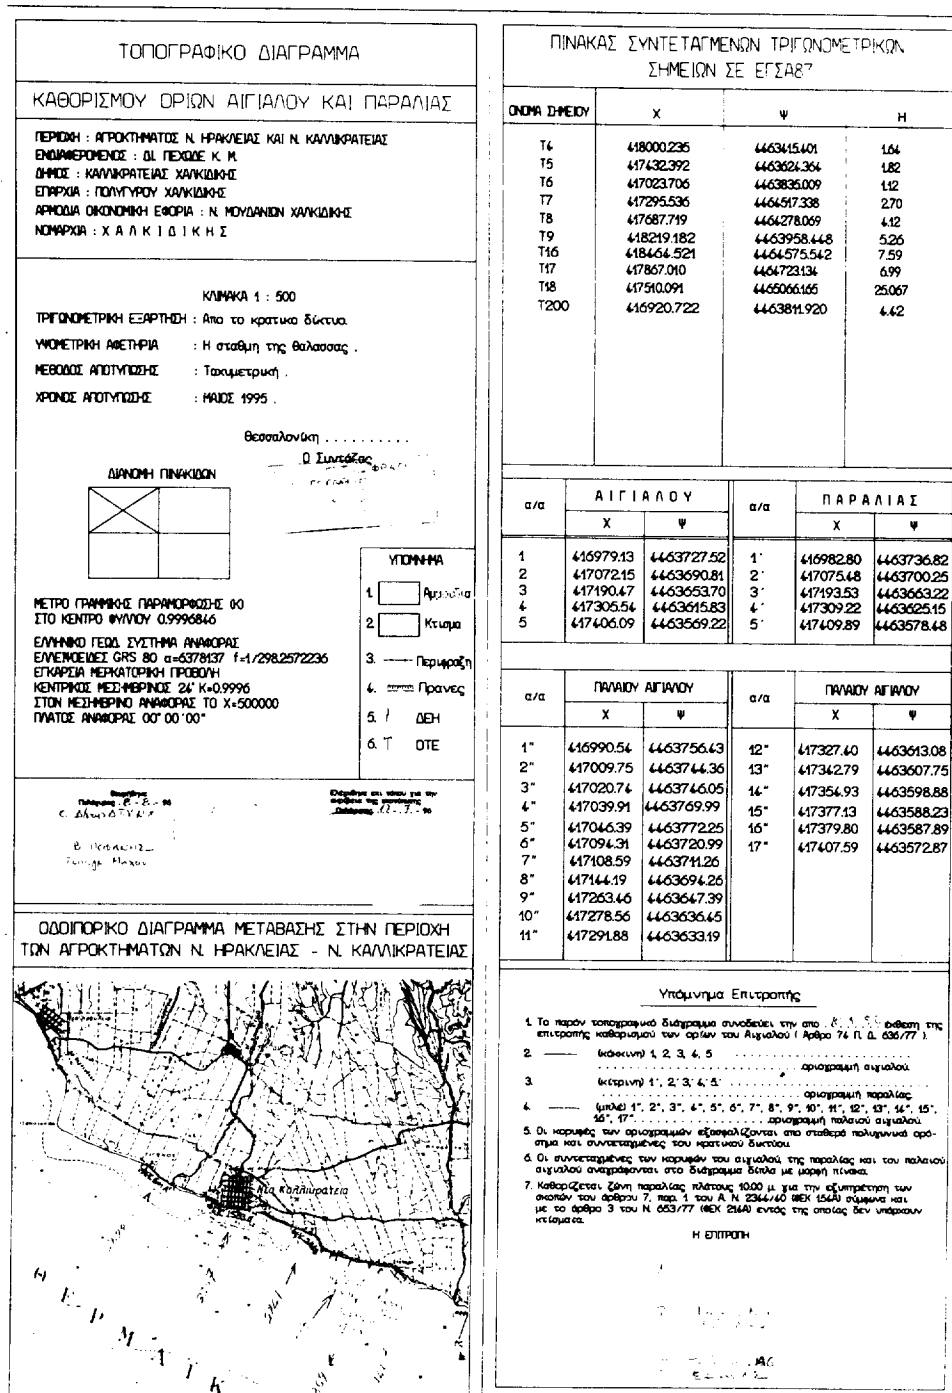 ΤΟΠΟΓΡΑΦΙΚΟ ΔΙΑΓΡΑΜΜΑ
ΚΑΘΟΡΙΣΜΟΥ ΟΡΙΩΝ ΑΙΓΙΑΛΟΥ ΚΑΙ ΠΑΡΑΛΙΑΣ
ΠΕΡΙΟΧΗ : ΑΓΡΟΚΤΗΜΑΤΟΣ Ν. ΗΡΑΚΛΕΙΑΣ ΚΑΙ Ν. ΚΑΛΛΙΚΡΑΤΕΙΑΣ
ΕΝΔΙΑΦΕΡΟΜΕΝΟΣ : ΔΙ. ΠΕΧΩΔΕ Κ. Μ.
ΔΗΜΟΣ : ΚΑΛΛΙΚΡΑΤΕΙΑΣ ΧΑΛΚΙΔΙΚΗΣ
ΕΠΑΡΧΙΑ : ΠΟΛΥΓΥΡΟΥ ΧΑΛΚΙΔΙΚΗΣ
ΑΡΜΟΔΙΑ ΟΙΚΟΝΟΜΙΚΗ ΕΦΟΡΙΑ : Ν. ΜΟΥΔΑΝΙΩΝ ΧΑΛΚΙΔΙΚΗΣ
ΝΟΜΑΡΧΙΑ : Χ Α Λ Κ Ι Δ Ι Κ Η Σ
ΚΛΙΜΑΚΑ 1 : 500
ΤΡΙΓΩΝΟΜΕΤΡΙΚΗ ΕΞΑΡΤΗΣΗ : Απο το κρατικο δίκτυο.
ΥΨΟΜΕΤΡΙΚΗ ΑΦΕΤΗΡΙΑ : Η σταθμη της θαλασσας .
ΜΕΘΟΔΟΣ ΑΠΟΤΥΠΩΣΗΣ : Ταχυμετρική .
ΧΡΟΝΟΣ ΑΠΟΤΥΠΩΣΗΣ : ΜΑΙΟΣ 1995 .
Θεσσαλονίκη . . . . . . . . . .
Ο Συντάξας
ΔΙΑΝΟΜΗ ΠΙΝΑΚΙΔΩΝ
ΜΕΤΡΟ ΓΡΑΜΜΙΚΗΣ ΠΑΡΑΜΟΡΦΩΣΗΣ (Κ)
ΣΤΟ ΚΕΝΤΡΟ ΦΥΛΛΟΥ 0.9996846
ΕΛΛΗΝΙΚΟ ΓΕΩΔ. ΣΥΣΤΗΜΑ ΑΝΑΦΟΡΑΣ
ΕΛΛΕΙΨΟΕΙΔΕΣ GRS 80 α=6378137 f=1/298.2572236
ΕΓΚΑΡΣΙΑ ΜΕΡΚΑΤΟΡΙΚΗ ΠΡΟΒΟΛΗ
ΚΕΝΤΡΙΚΟΣ ΜΕΣΗΜΒΡΙΝΟΣ 24° Κ=0.9996
ΣΤΟΝ ΜΕΣΗΜΒΡΙΝΟ ΑΝΑΦΟΡΑΣ ΤΟ Χ=500000
ΠΛΑΤΟΣ ΑΝΑΦΟΡΑΣ 00° 00' 00"
ΥΠΟΜΝΗΜΑ
1.
2. Κτισμα
3. Περιφραξη
4. Πρανες
5. ΔΕΗ
6. ΟΤΕ
ΟΔΟΙΠΟΡΙΚΟ ΔΙΑΓΡΑΜΜΑ ΜΕΤΑΒΑΣΗΣ ΣΤΗΝ ΠΕΡΙΟΧΗ
ΤΩΝ ΑΓΡΟΚΤΗΜΑΤΩΝ Ν. ΗΡΑΚΛΕΙΑΣ - Ν. ΚΑΛΛΙΚΡΑΤΕΙΑΣ
Νέα Καλλικράτεια
Θ Ε Ρ Μ Α Ι Κ
ΠΙΝΑΚΑΣ ΣΥΝΤΕΤΑΓΜΕΝΩΝ ΤΡΙΓΩΝΟΜΕΤΡΙΚΩΝ
ΣΗΜΕΙΩΝ ΣΕ ΕΓΣΑ87
ΟΝΟΜΑ ΣΗΜΕΙΟΥ Χ Ψ Η
Τ4 418000.236 4463415.401 1.64
Τ5 417432.392 4463624.364 1.82
Τ6 417023.706 4463835.009 1.12
Τ7 417295.536 4464517.338 2.70
Τ8 417687.719 4464278.069 4.12
Τ9 418219.182 4463958.448 5.26
Τ16 418464.521 4464575.542 7.59
Τ17 417867.010 4464723.134 6.99
Τ18 417510.091 4465066.165 25.067
Τ200 416920.722 4463811.920 4.42
α/α ΑΙΓΙΑΛΟΥ α/α ΠΑΡΑΛΙΑΣ
Χ Ψ Χ Ψ
1 416979.13 4463727.52 1' 416982.80 4463736.82
2 417072.15 4463690.81 2' 417075.48 4463700.25
3 417190.47 4463653.70 3' 417193.53 4463663.22
4 417305.54 4463615.83 4' 417309.22 4463625.15
5 417406.09 4463569.22 5' 417409.89 4463578.48
α/α ΠΑΛΑΙΟΥ ΑΙΓΙΑΛΟΥ α/α ΠΑΛΑΙΟΥ ΑΙΓΙΑΛΟΥ
Χ Ψ Χ Ψ
1" 416990.54 4463756.43 12" 417327.40 4463613.08
2" 417009.75 4463744.36 13" 417342.79 4463607.75
3" 417020.74 4463746.05 14" 417354.93 4463598.88
4" 417039.91 4463769.99 15" 417377.13 4463588.23
5" 417046.39 4463772.25 16" 417379.80 4463587.89
6" 417094.31 4463720.99 17" 417407.59 4463572.87
7" 417108.59 4463711.26
8" 417144.19 4463694.26
9" 417263.46 4463647.39
10" 417278.56 4463636.45
11" 417291.88 4463633.19
Υπόμνημα Επιτροπής
1. Το παρόν τοπογραφικό διάγραμμα συνοδεύει την απο έκθεση της
επιτροπής καθορισμού των ορίων του Αιγιαλού ( Αρθρο 74 Π. Δ. 636/77 ).
2. (κόκκινη) 1, 2, 3, 4, 5
οριογραμμή αιγιαλού.
3. (κίτρινη) 1', 2', 3', 4', 5'
οριογραμμή παραλίας.
4. (μπλέ) 1", 2", 3", 4", 5", 6", 7", 8", 9", 10", 11", 12", 13", 14", 15",
16", 17" οριογραμμή παλαιού αιγιαλού.
5. Οι κορυφές των οριογραμμών εξασφαλίζονται απο σταθερά πολυγωνικά ορό-
σημα και συντεταγμένες του κρατικού δικτύου.
6. Οι συντεταγμένες των κορυφών του αιγιαλού, της παραλίας και του παλαιού
αιγιαλού αναγράφονται στο διάγραμμα δίπλα με μορφή πίνακα.
7. Καθορίζεται ζώνη παραλίας πλάτους 10.00 μ. για την εξυπηρέτηση των
σκοπών του άρθρου 7, παρ. 1 του Α. Ν. 2344/40 (ΦΕΚ 154Α) σύμφωνα και
με το άρθρο 3 του Ν. 653/77 (ΦΕΚ 214Α) εντός της οποίας δεν υπάρχουν
κτίσματα.
Η ΕΠΙΤΡΟΠΗ